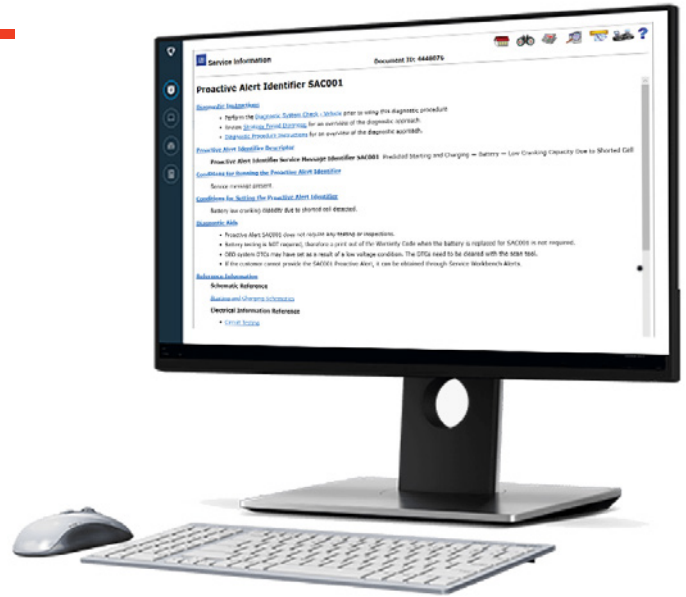 Service Information
Document ID: 4448076
?
Proactive Alert Identifier SAC001
Diagnostic Instructions
• Perform the Diagnostic System Check - Vehicle prior to using this diagnostic procedure
• Review Strategy Based Diagnosis for an overview of the diagnostic approach
• Diagnostic Procedure Instructions for an overview of the diagnostic approach.
Proactive Alert Identifier Descriptor
Proactive Alert Identifier Service Message Identifier SAC001 Predicted Starting and Charging — Battery — Low Cranking Capacity Due to Shorted Cell
Conditions for Running the Proactive Alert Identifier
Service message present.
Conditions for Setting the Proactive Alert Identifier
Battery low cranking capacity due to shorted cell detected.
Diagnostic Aids
• Proactive Alert SAC001 does not require any testing or inspections.
• Battery testing is NOT required, therefore a print out of the Warranty Code when the battery is replaced for SAC001 is not required.
• OBD system DTCs may have set as a result of a low voltage condition. The DTCs need to be cleared with the scan tool.
• If the customer cannot provide the SAC001 Proactive Alert, it can be obtained through Service Workbench Alerts.
Reference Information
Schematic Reference
Starting and Charging Information
Electrical Information Reference
• Circuit Testing